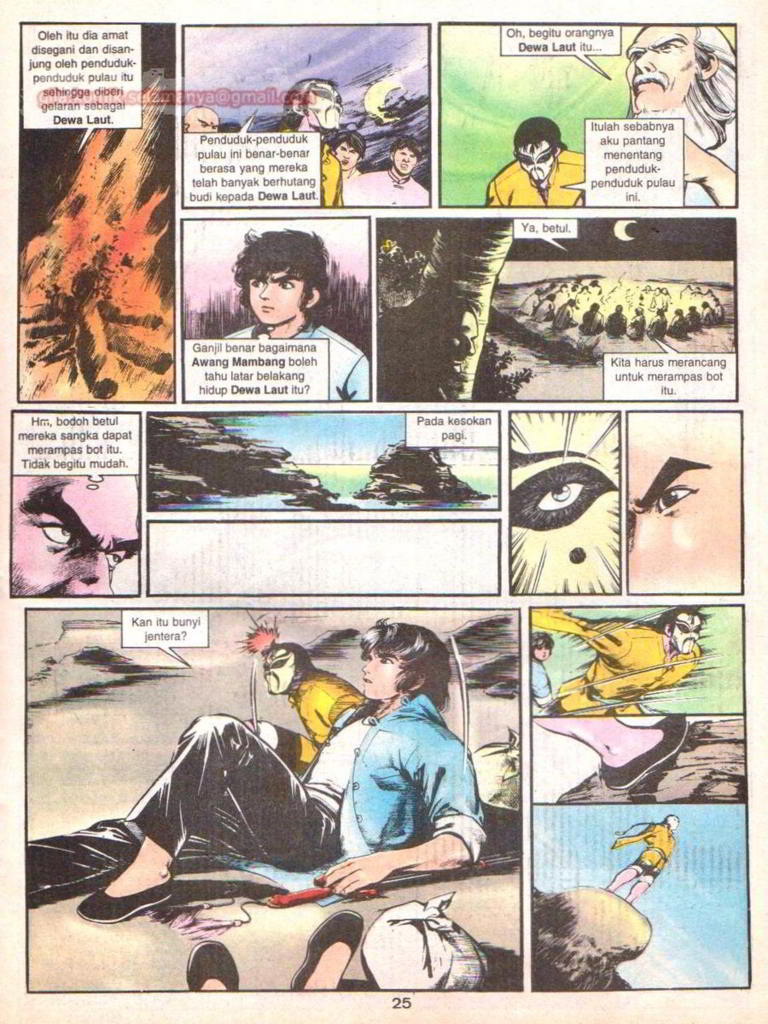 Oleh itu dia amat
disegani dan disan-
jung oleh penduduk-
penduduk pulau itu
sehingga diberi
gelaran sebagai
Dewa Laut.
Penduduk-penduduk
pulau ini benar-benar
berasa yang mereka
telah banyak berhutang
budi kepada Dewa Laut.
Oh, begitu orangnya
Dewa Laut itu...
Itulah sebabnya
aku pantang
menentang
penduduk-
penduduk pulau
ini.
Ganjil benar bagaimana
Awang Mambang boleh
tahu latar belakang
hidup Dewa Laut itu?
Ya, betul.
Kita harus merancang
untuk merampas bot
itu.
Hm, bodoh betul
mereka sangka dapat
merampas bot itu.
Tidak begitu mudah.
Pada kesokan
pagi.
Kan itu bunyi
jentera?
25